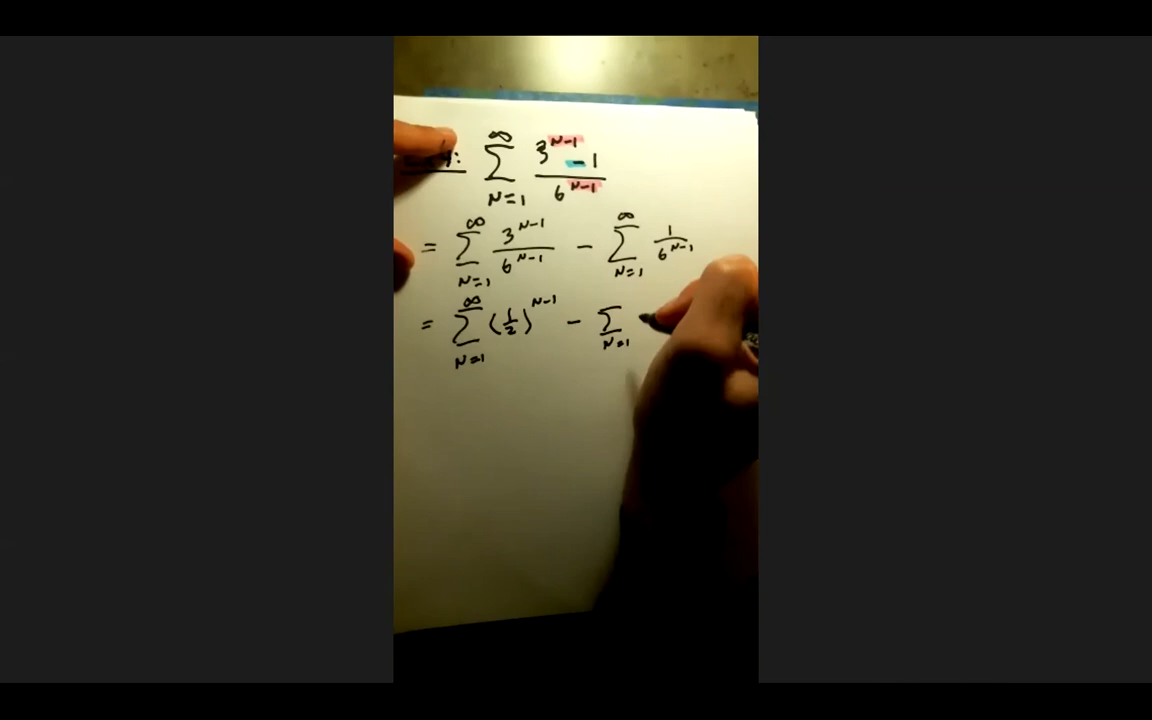 4: ∞ ∑ N=1 3^(N-1) - 1 / 6^(N-1)
= ∞ ∑ N=1 3^(N-1) / 6^(N-1) - ∞ ∑ N=1 1 / 6^(N-1)
= ∞ ∑ N=1 (1/2)^(N-1) - ∑ N=1